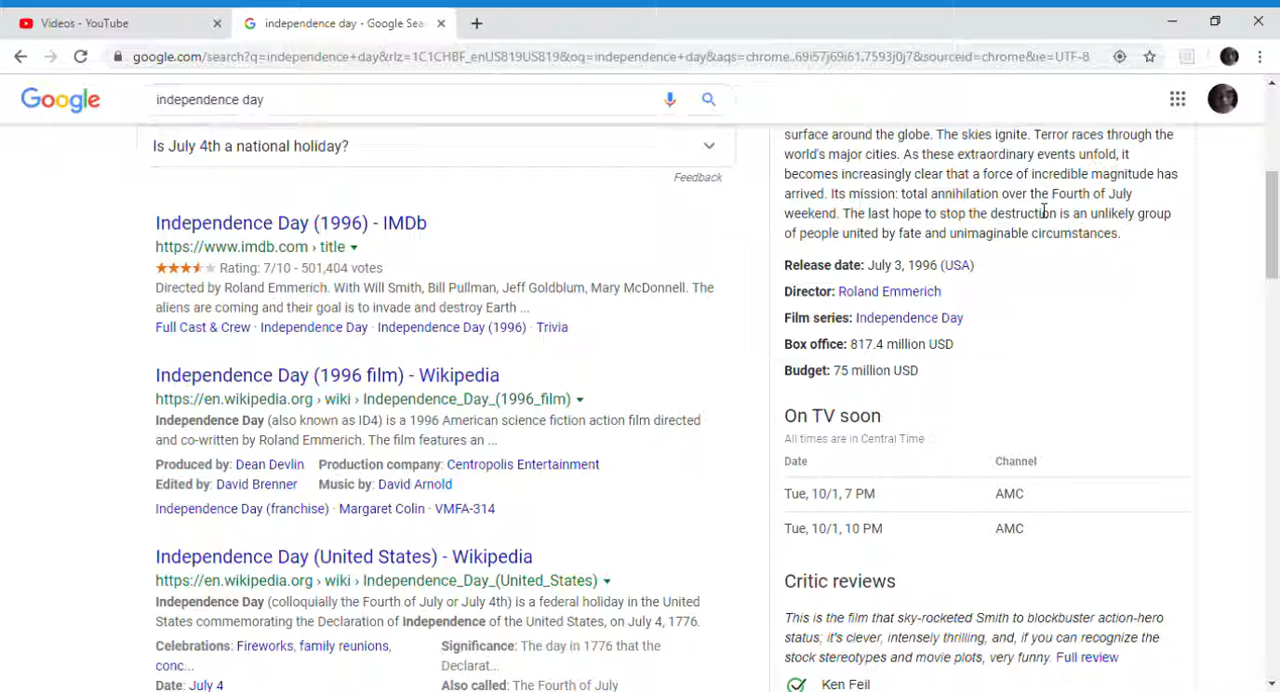 Videos - YouTube
independence day - Google Sea
google.com/search?q=independence+day&rlz=1C1CHBF_enUS819US819&oq=independence+day&aqs=chrome..69i57j69i61.7593j0j7&sourceid=chrome&ie=UTF-8
Google
independence day
Is July 4th a national holiday?
Feedback
Independence Day (1996) - IMDb
https://www.imdb.com › title
Rating: 7/10 - 501,404 votes
Directed by Roland Emmerich. With Will Smith, Bill Pullman, Jeff Goldblum, Mary McDonnell. The
aliens are coming and their goal is to invade and destroy Earth ...
Full Cast & Crew · Independence Day · Independence Day (1996) · Trivia
Independence Day (1996 film) - Wikipedia
https://en.wikipedia.org › wiki › Independence_Day_(1996_film)
Independence Day (also known as ID4) is a 1996 American science fiction action film directed
and co-written by Roland Emmerich. The film features an ...
Produced by: Dean Devlin Production company: Centropolis Entertainment
Edited by: David Brenner Music by: David Arnold
Independence Day (franchise) · Margaret Colin · VMFA-314
Independence Day (United States) - Wikipedia
https://en.wikipedia.org › wiki › Independence_Day_(United_States)
Independence Day (colloquially the Fourth of July or July 4th) is a federal holiday in the United
States commemorating the Declaration of Independence of the United States, on July 4, 1776.
Celebrations: Fireworks, family reunions,
conc...
Date: July 4
Significance: The day in 1776 that the
Declarat...
Also called: The Fourth of July
surface around the globe. The skies ignite. Terror races through the
world's major cities. As these extraordinary events unfold, it
becomes increasingly clear that a force of incredible magnitude has
arrived. Its mission: total annihilation over the Fourth of July
weekend. The last hope to stop the destruction is an unlikely group
of people united by fate and unimaginable circumstances.
Release date: July 3, 1996 (USA)
Director: Roland Emmerich
Film series: Independence Day
Box office: 817.4 million USD
Budget: 75 million USD
On TV soon
All times are in Central Time
Date Channel
Tue, 10/1, 7 PM AMC
Tue, 10/1, 10 PM AMC
Critic reviews
This is the film that sky-rocketed Smith to blockbuster action-hero
status; it's clever, intensely thrilling, and, if you can recognize the
stock stereotypes and movie plots, very funny. Full review
Ken Feil